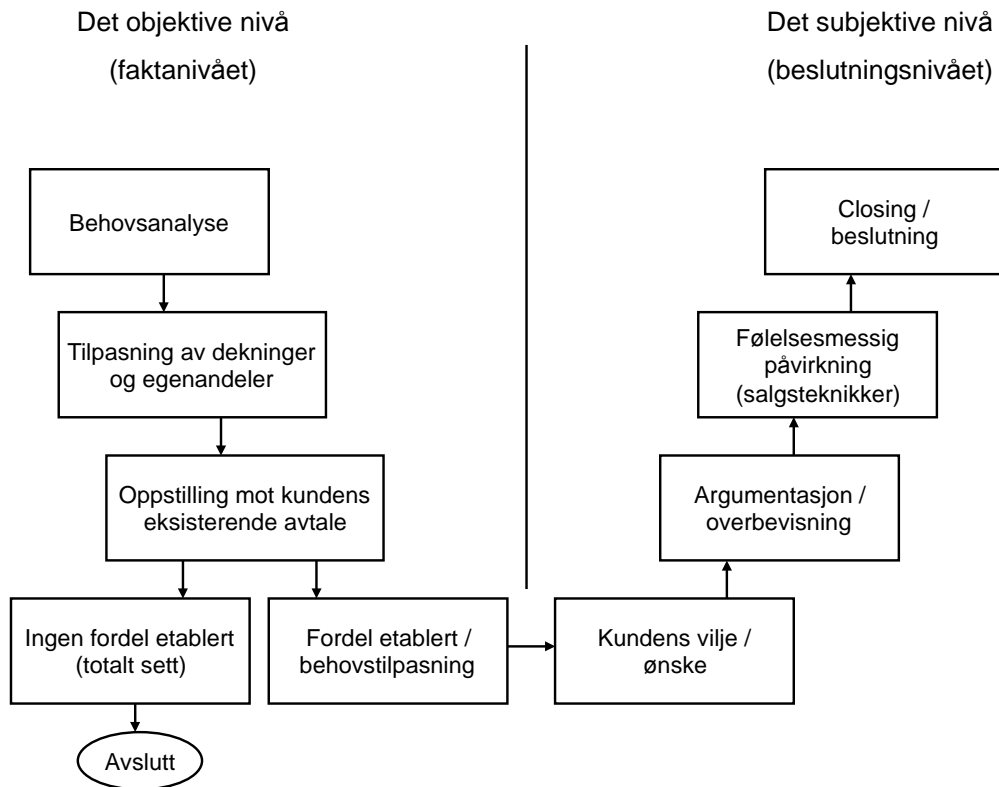 Det objektive nivå
(faktanivået)
Det subjektive nivå
(beslutningsnivået)
Behovsanalyse
Closing /
beslutning
Tilpasning av dekninger
og egenandeler
Følelsesmessig
påvirkning
(salgsteknikker)
Oppstilling mot kundens
eksisterende avtale
Argumentasjon /
overbevisning
Ingen fordel etablert
(totalt sett)
Fordel etablert /
behovstilpasning
Kundens vilje /
ønske
Avslutt